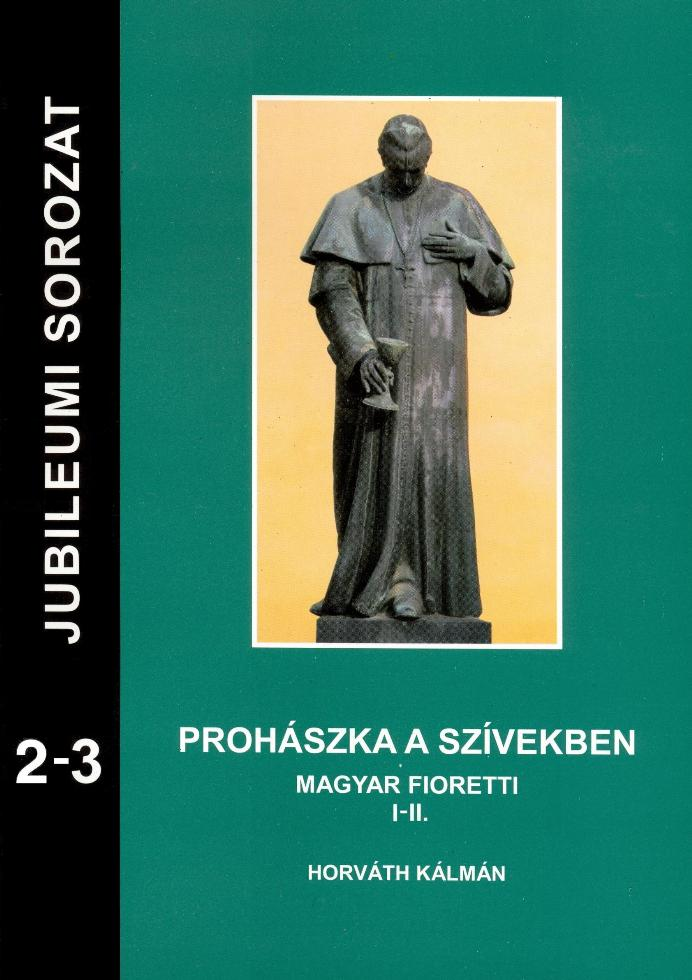 JUBILEUMI SOROZAT
2-3
PROHÁSZKA A SZÍVEKBEN
MAGYAR FIORETTI
I-II.
HORVÁTH KÁLMÁN